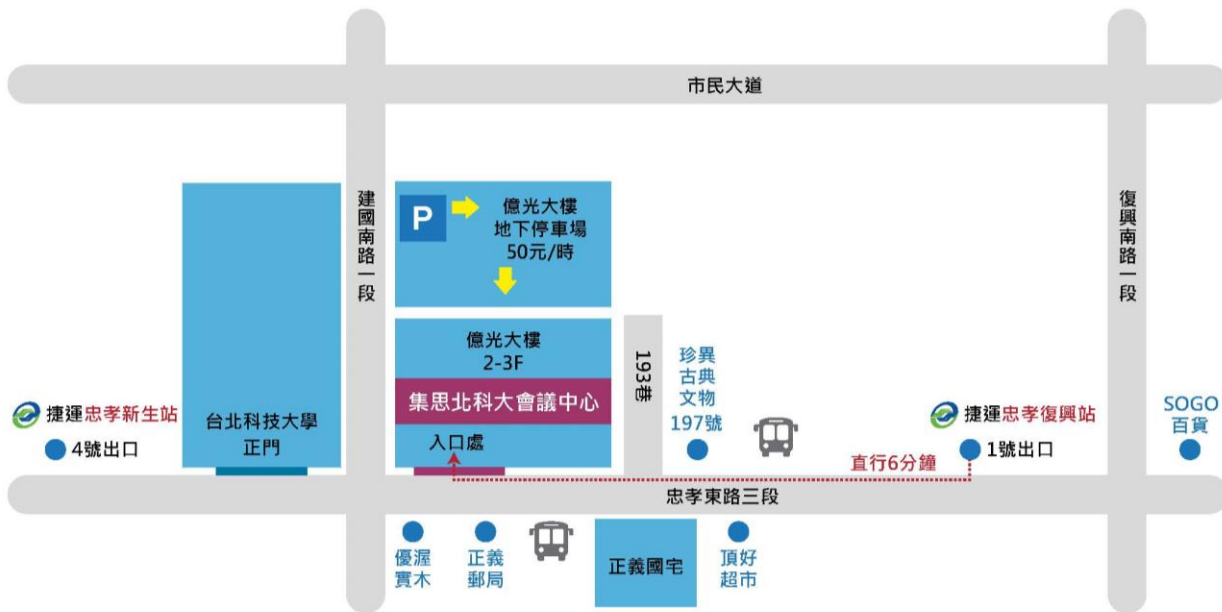 市民大道
建國南路一段
復興南路一段
P
億光大樓
地下停車場
50元/時
億光大樓
2-3F
集思北科大會議中心
入口處
193巷
珍異
古典
文物
197號
捷運忠孝新生站
4號出口
台北科技大學
正門
捷運忠孝復興站
1號出口
SOGO
百貨
直行6分鐘
忠孝東路三段
優渥
實木
正義
郵局
正義國宅
頂好
超市